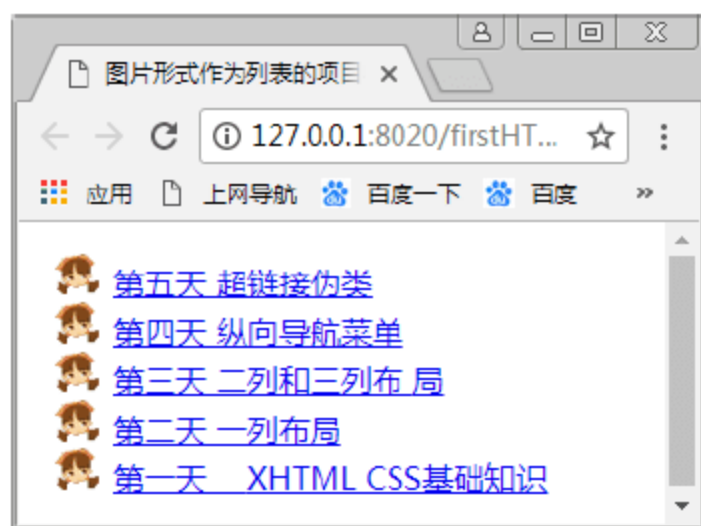 图片形式作为列表的项目
127.0.0.1:8020/firstHT...
应用 上网导航 百度一下 百度 »
第五天 超链接伪类
第四天 纵向导航菜单
第三天 二列和三列布 局
第二天 一列布局
第一天 XHTML CSS基础知识